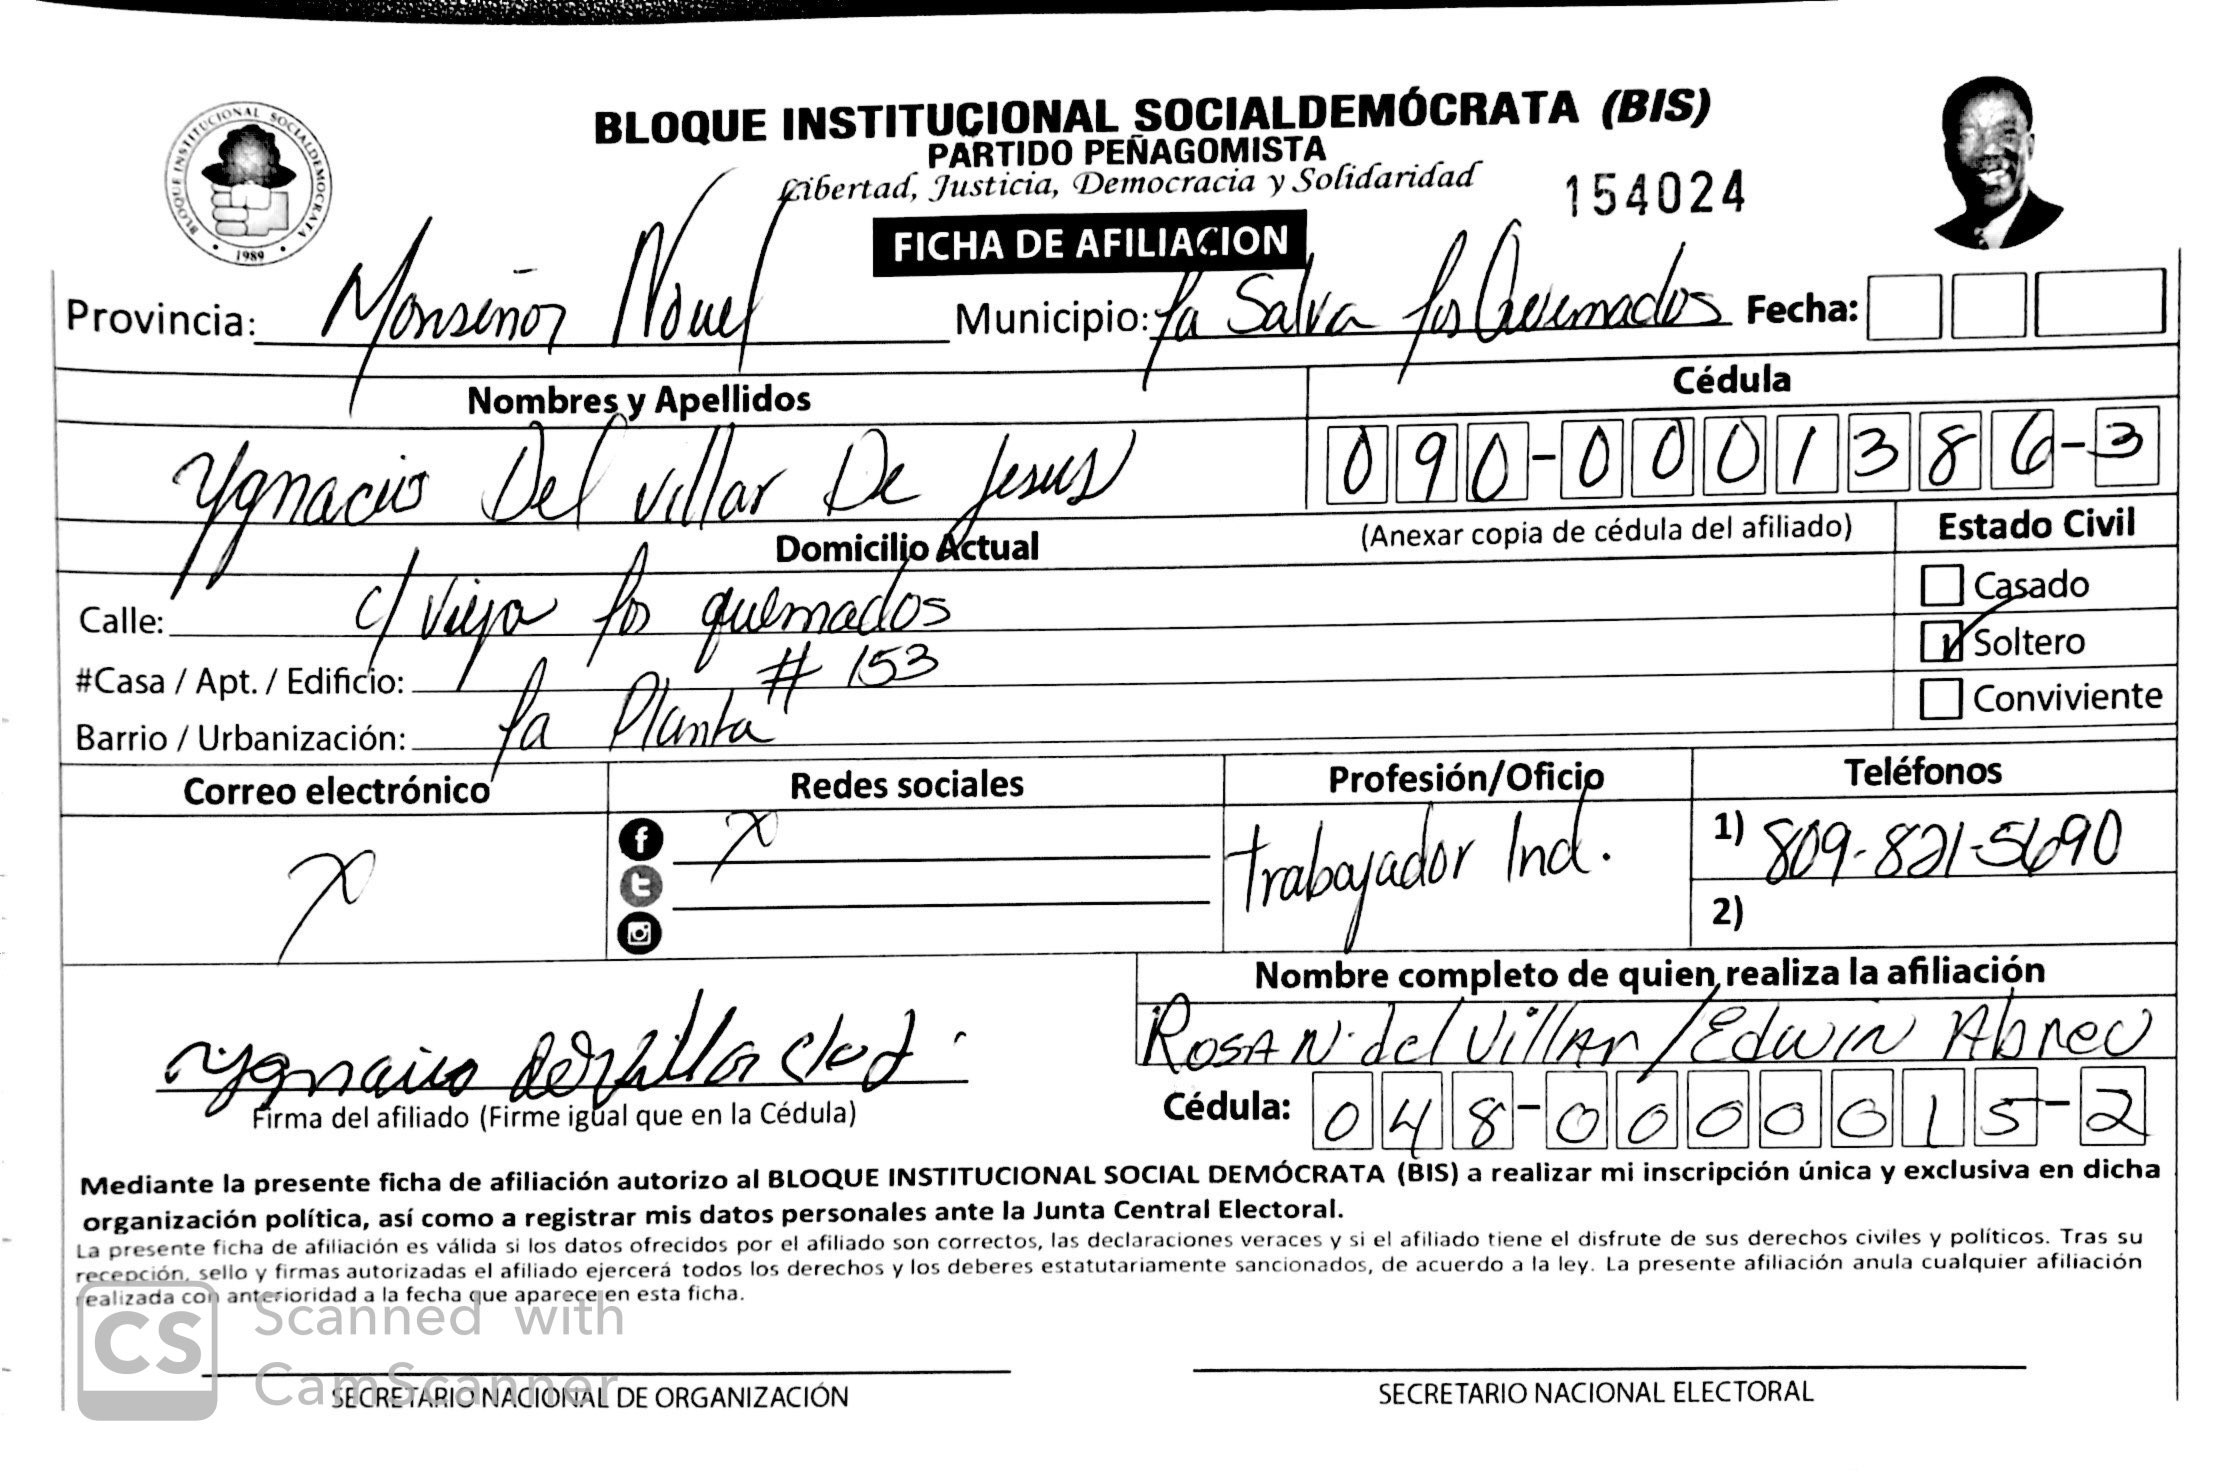 BLOQUE INSTITUCIONAL SOCIALDEMÓCRATA (BIS)
PARTIDO PEÑAGOMISTA
Libertad, Justicia, Democracia y Solidaridad
154024
BLOQUE INSTITUCIONAL SOCIALDEMOCRATA
1989
FICHA DE AFILIACION
Provincia: Monseñor Nouel Municipio: La Salvia Los Quemados Fecha:
Nombres y Apellidos Cédula
Ygnacio Del Villar De Jesus 090-0001386-3
Domicilio Actual (Anexar copia de cédula del afiliado) Estado Civil
Casado
Calle: c/ Vieja Los quemados
Soltero
#Casa / Apt. / Edificio: # 153
Conviviente
Barrio / Urbanización: La Planta
Correo electrónico Redes sociales Profesión/Oficio Teléfonos
X X Trabajador Ind. 1) 809-821-5690
2)
Nombre completo de quien realiza la afiliación
Rosa N. del Villar / Edwin Abreu
Ygnacio del Villar
Firma del afiliado (Firme igual que en la Cédula) Cédula: 048-0000015-2
Mediante la presente ficha de afiliación autorizo al BLOQUE INSTITUCIONAL SOCIAL DEMÓCRATA (BIS) a realizar mi inscripción única y exclusiva en dicha
organización política, así como a registrar mis datos personales ante la Junta Central Electoral.
La presente ficha de afiliación es válida si los datos ofrecidos por el afiliado son correctos, las declaraciones veraces y si el afiliado tiene el disfrute de sus derechos civiles y políticos. Tras su
recepción, sello y firmas autorizadas el afiliado ejercerá todos los derechos y los deberes estatutariamente sancionados, de acuerdo a la ley. La presente afiliación anula cualquier afiliación
realizada con anterioridad a la fecha que aparece en esta ficha.
CS Scanned with
CamScanner
SECRETARIO NACIONAL DE ORGANIZACIÓN SECRETARIO NACIONAL ELECTORAL